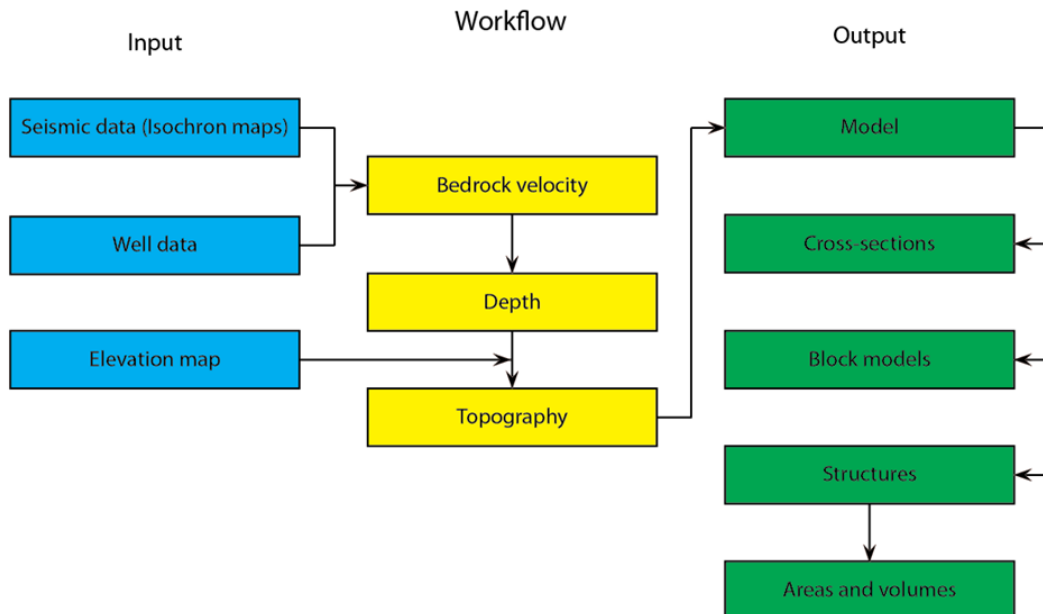 Workflow
Input
Output
Seismic data (Isochron maps)
Model
Bedrock velocity
Well data
Cross-sections
Depth
Elevation map
Block models
Topography
Structures
Areas and volumes